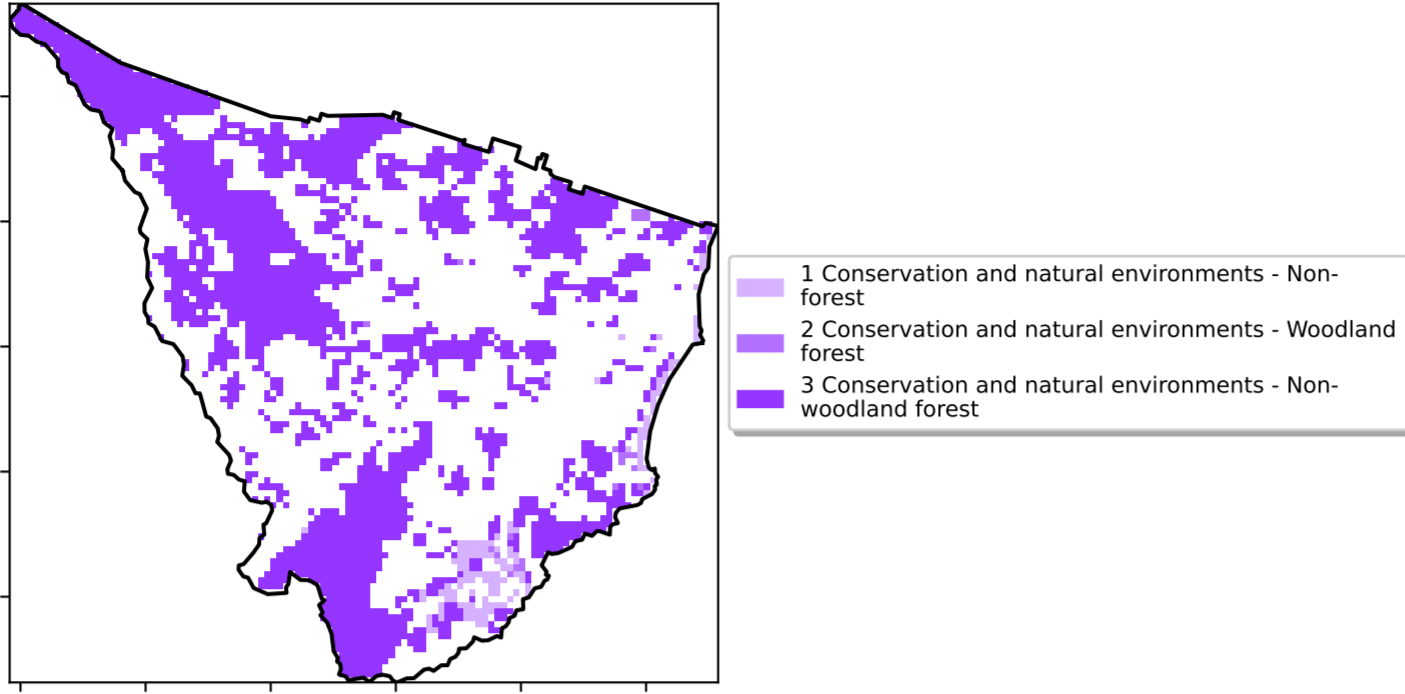 1 Conservation and natural environments - Non-
forest
2 Conservation and natural environments - Woodland
forest
3 Conservation and natural environments - Non-
woodland forest